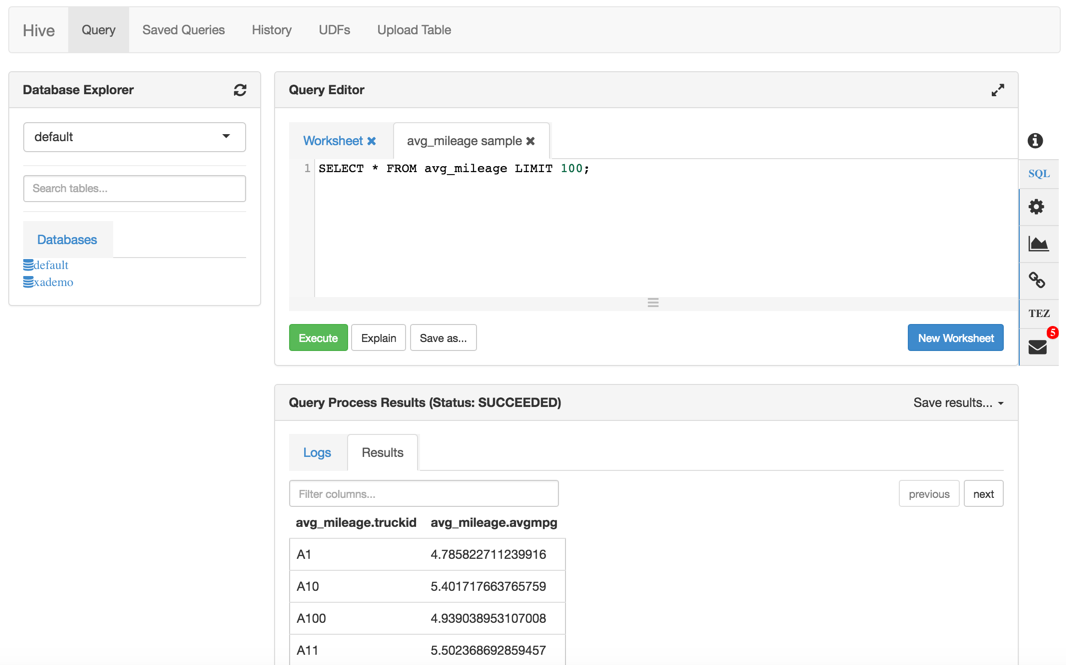 Hive Query Saved Queries History UDFs Upload Table
Database Explorer
default
Search tables...
Databases
default
xademo
Query Editor
Worksheet avg_mileage sample
1 SELECT * FROM avg_mileage LIMIT 100;
Execute Explain Save as... New Worksheet
SQL
TEZ
5
Query Process Results (Status: SUCCEEDED) Save results...
Logs Results
Filter columns... previous next
avg_mileage.truckid avg_mileage.avgmpg
A1 4.785822711239916
A10 5.401717663765759
A100 4.939038953107008
A11 5.502368692859457